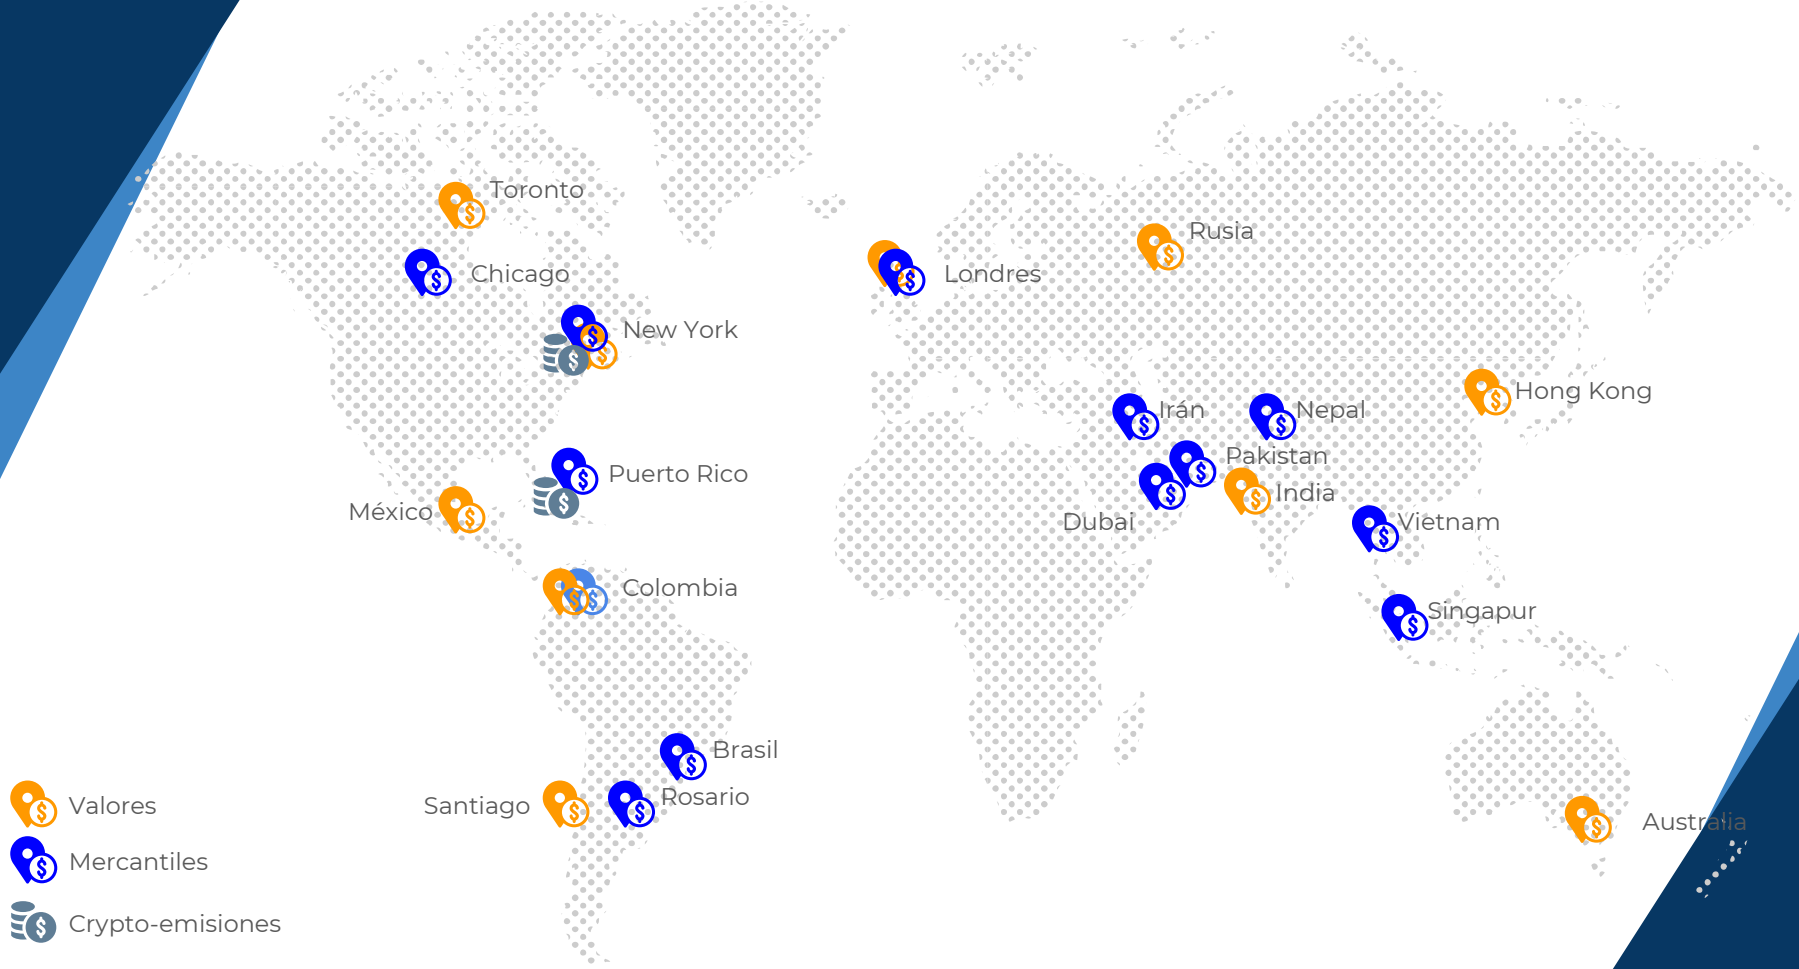 Toronto
Rusia
Chicago
Londres
New York
Hong Kong
Irán
Nepal
Pakistan
Puerto Rico
India
México
Dubai
Vietnam
Colombia
Singapur
Brasil
Rosario
Santiago
Australia
Valores
Mercantiles
Crypto-emisiones